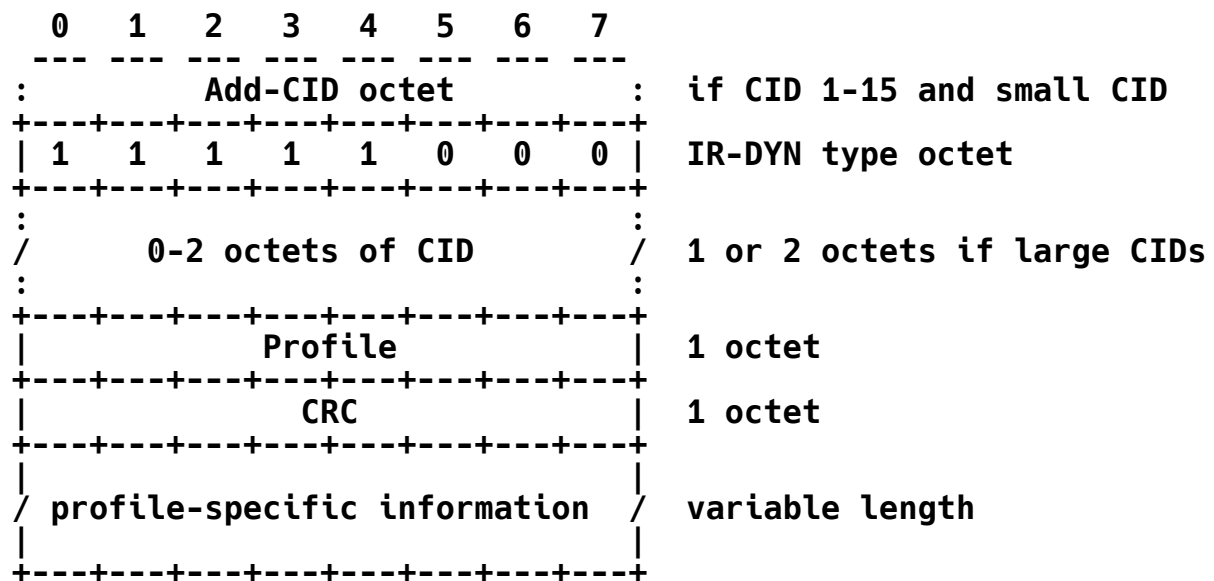 0   1   2   3   4   5   6   7
 --- --- --- --- --- --- --- ---
:         Add-CID octet         :  if CID 1-15 and small CID
+---+---+---+---+---+---+---+---+
| 1   1   1   1   1   0   0   0 |  IR-DYN type octet
+---+---+---+---+---+---+---+---+
:                               :
/      0-2 octets of CID        /  1 or 2 octets if large CIDs
:                               :
+---+---+---+---+---+---+---+---+
|            Profile            |  1 octet
+---+---+---+---+---+---+---+---+
|              CRC              |  1 octet
+---+---+---+---+---+---+---+---+
|                               |
/ profile-specific information  /  variable length
|                               |
+---+---+---+---+---+---+---+---+